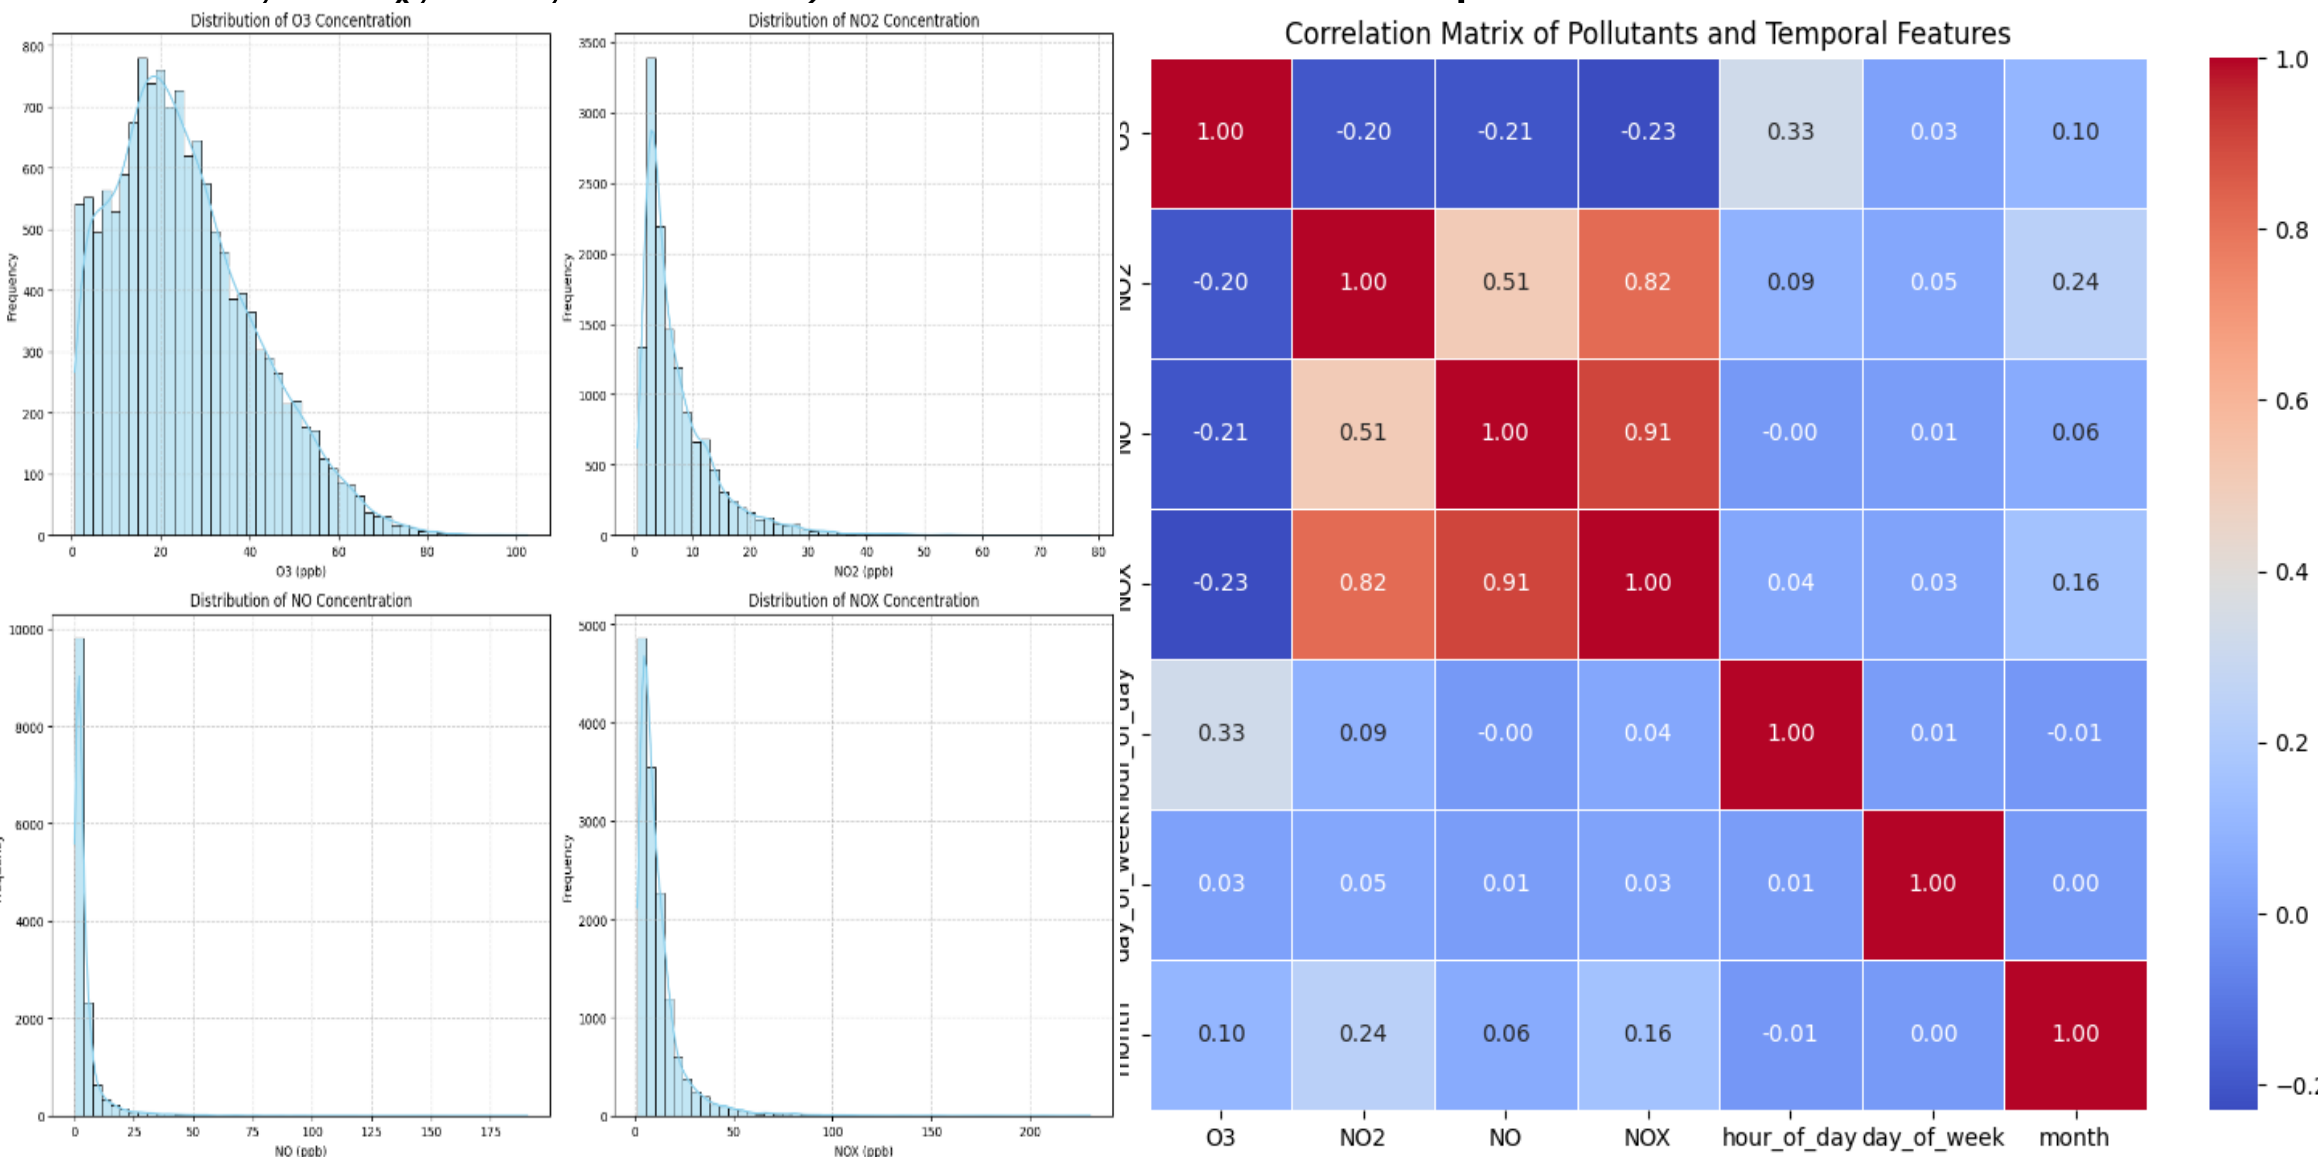 Distribution of O3 Concentration
800
700
600
500
400
300
200
100
0
Frequency
0 20 40 60 80 100
O3 (ppb)
Distribution of NO2 Concentration
3500
3000
2500
2000
1500
1000
500
0
Frequency
0 10 20 30 40 50 60 70 80
NO2 (ppb)
Distribution of NO Concentration
10000
8000
6000
4000
2000
0
0 25 50 75 100 125 150 175
NO (ppb)
Distribution of NOX Concentration
5000
4000
3000
2000
1000
0
Frequency
0 50 100 150 200
NOX (ppb)
Correlation Matrix of Pollutants and Temporal Features
O3 1.00 -0.20 -0.21 -0.23 0.33 0.03 0.10
NO2 -0.20 1.00 0.51 0.82 0.09 0.05 0.24
NO -0.21 0.51 1.00 0.91 -0.00 0.01 0.06
NOX -0.23 0.82 0.91 1.00 0.04 0.03 0.16
hour_of_day 0.33 0.09 -0.00 0.04 1.00 0.01 -0.01
day_of_week 0.03 0.05 0.01 0.03 0.01 1.00 0.00
month 0.10 0.24 0.06 0.16 -0.01 0.00 1.00
O3 NO2 NO NOX hour_of_day day_of_week month
1.0
0.8
0.6
0.4
0.2
0.0